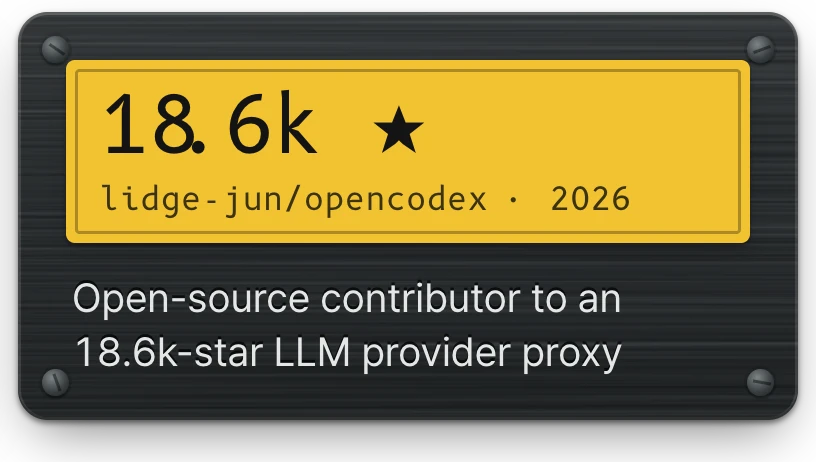 18.6k ★
lidge-jun/opencodex · 2026
Open-source contributor to an
18.6k-star LLM provider proxy